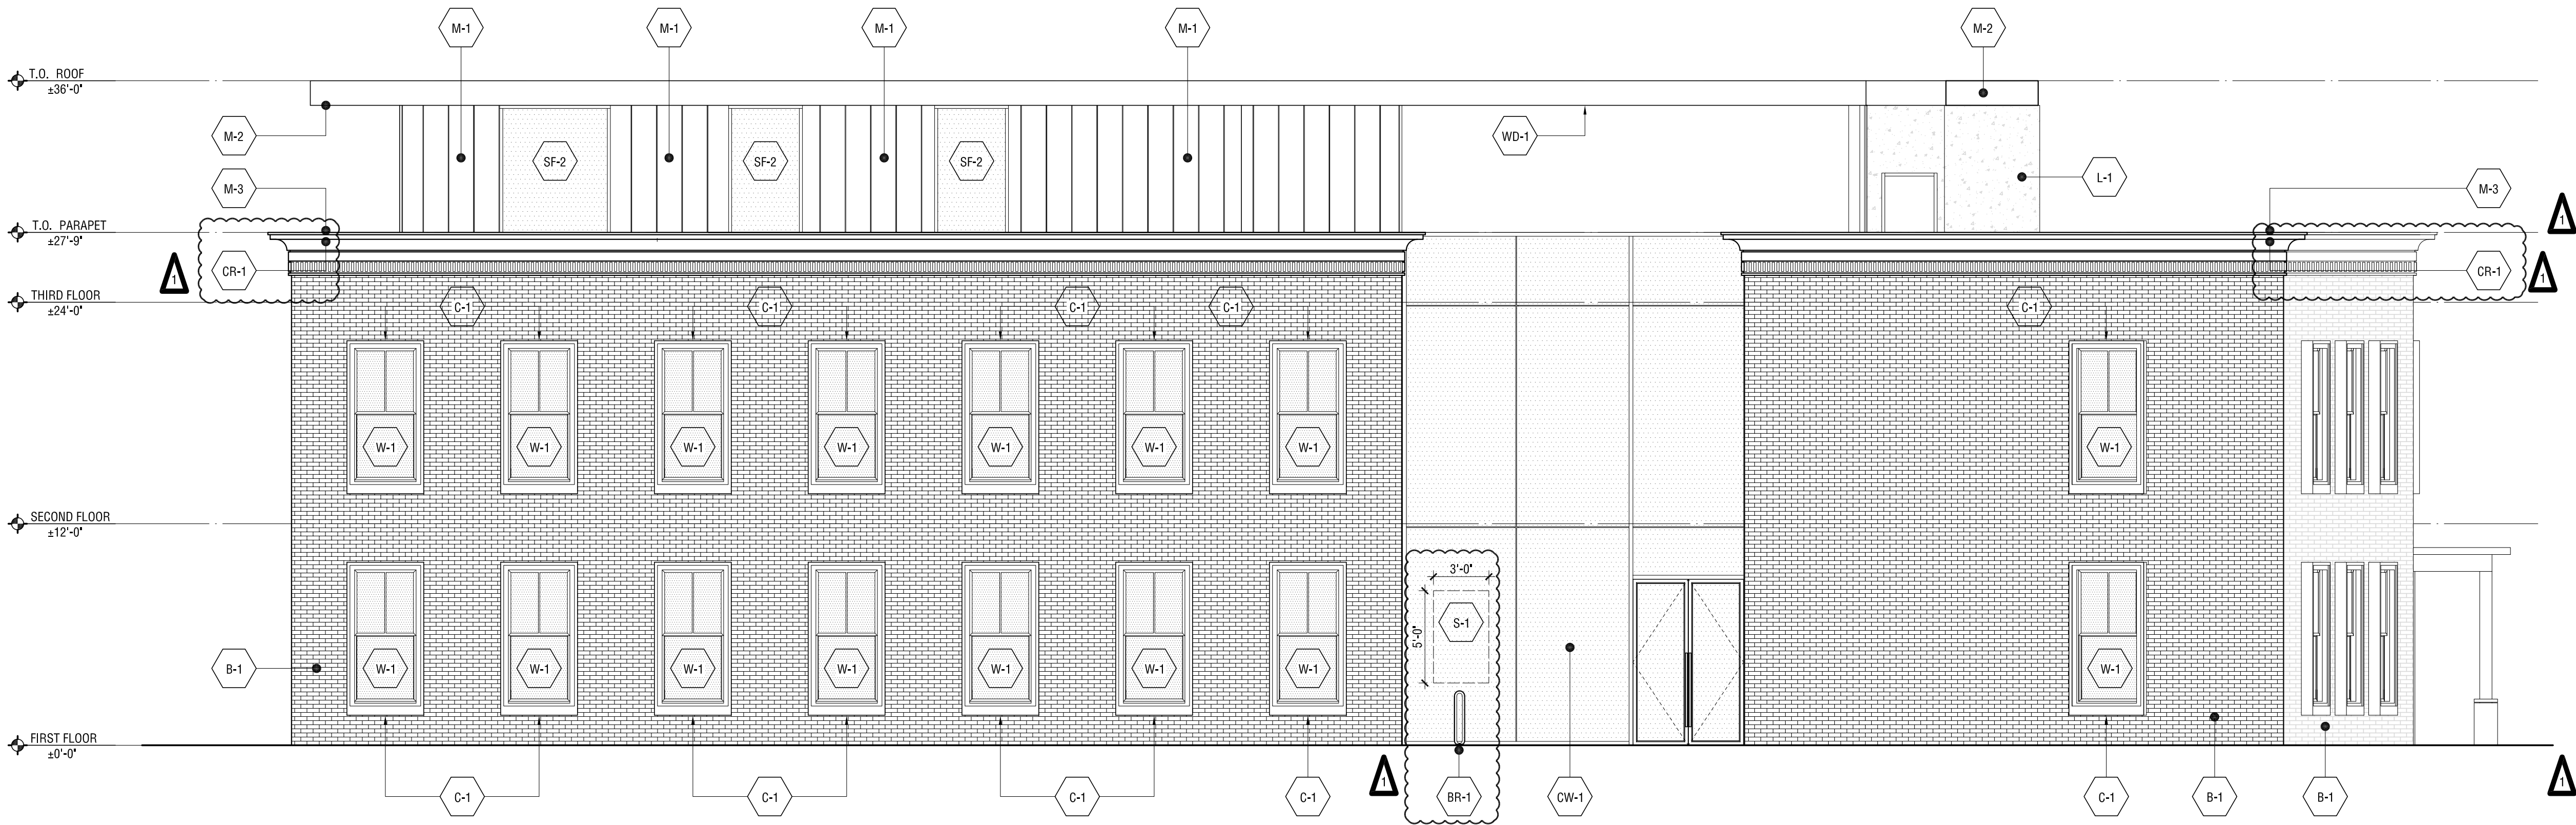 M-1
M-1
M-1
M-1
M-2
T.O. ROOF
±36'-0"
M-2
WD-1
SF-2
SF-2
SF-2
L-1
M-3
M-3
T.O. PARAPET
±27'-9"
1
1
CR-1
1
CR-1
1
THIRD FLOOR
±24'-0"
C-1
C-1
C-1
C-1
C-1
W-1
W-1
W-1
W-1
W-1
W-1
W-1
W-1
SECOND FLOOR
±12'-0"
3'-0"
S-1
5'-0"
B-1
W-1
W-1
W-1
W-1
W-1
W-1
W-1
W-1
FIRST FLOOR
±0'-0"
1
1
C-1
C-1
C-1
C-1
BR-1
CW-1
C-1
B-1
B-1